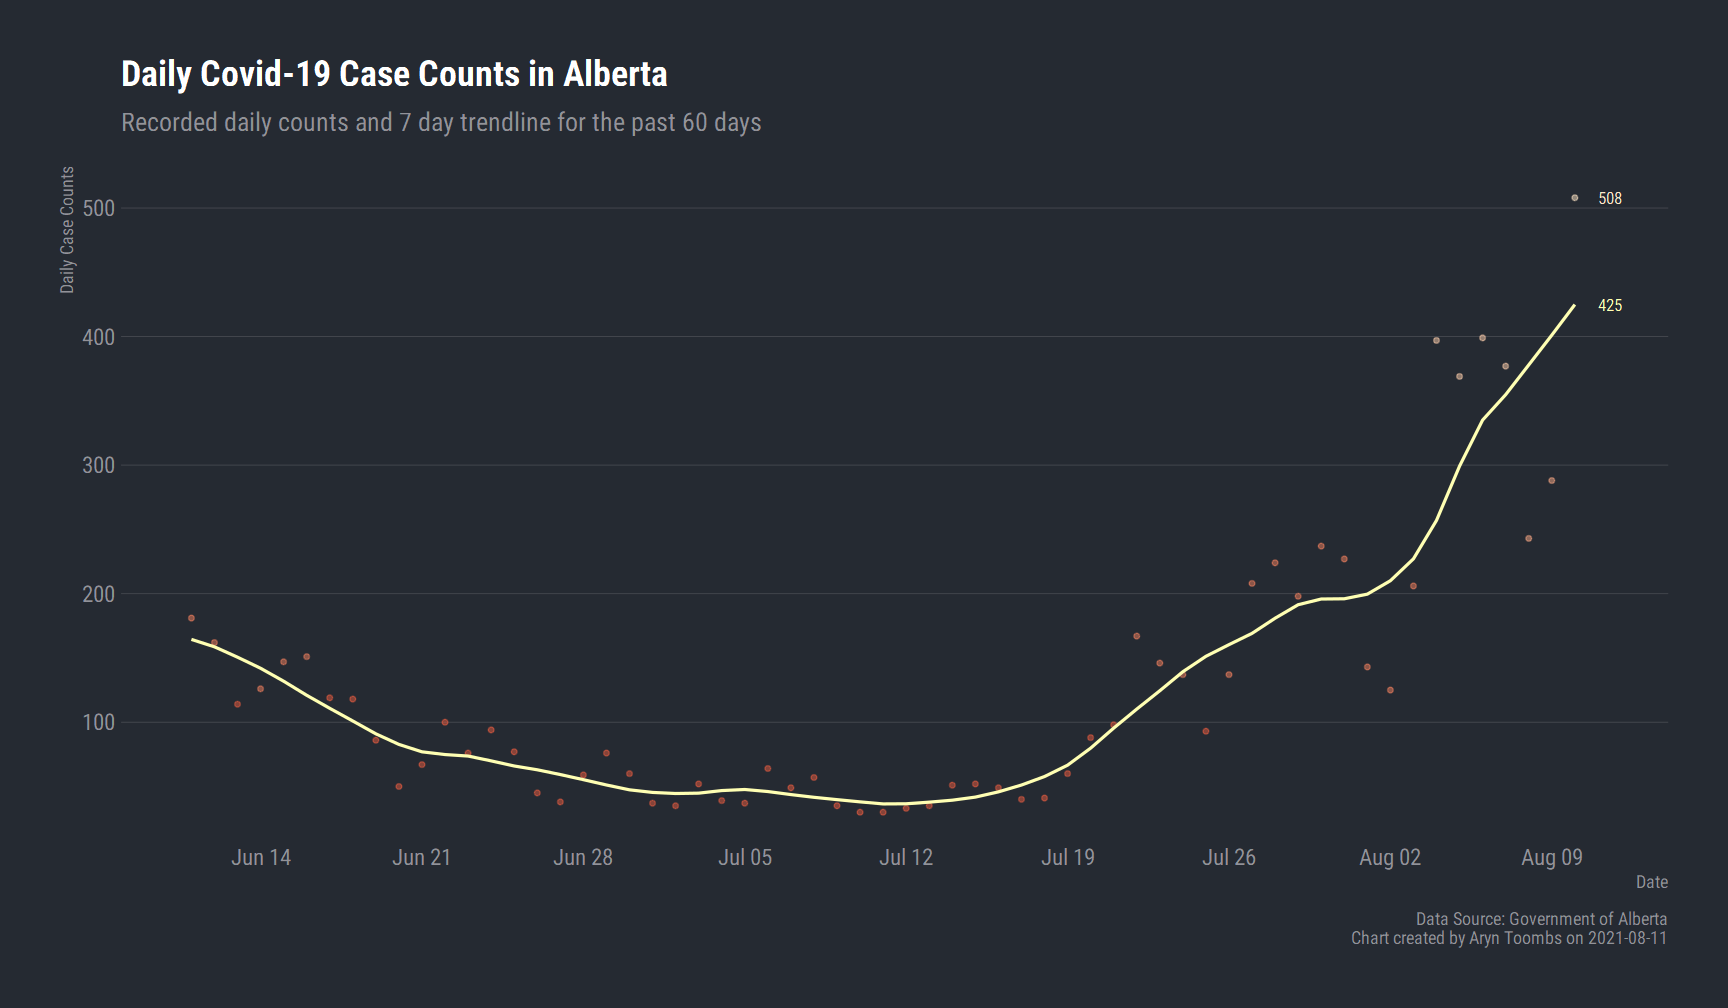 Daily Covid-19 Case Counts in Alberta
Recorded daily counts and 7 day trendline for the past 60 days
Daily Case Counts
500
400
300
200
100
508
425
Jun 14
Jun 21
Jun 28
Jul 05
Jul 12
Jul 19
Jul 26
Aug 02
Aug 09
Date
Data Source: Government of Alberta
Chart created by Aryn Toombs on 2021-08-11